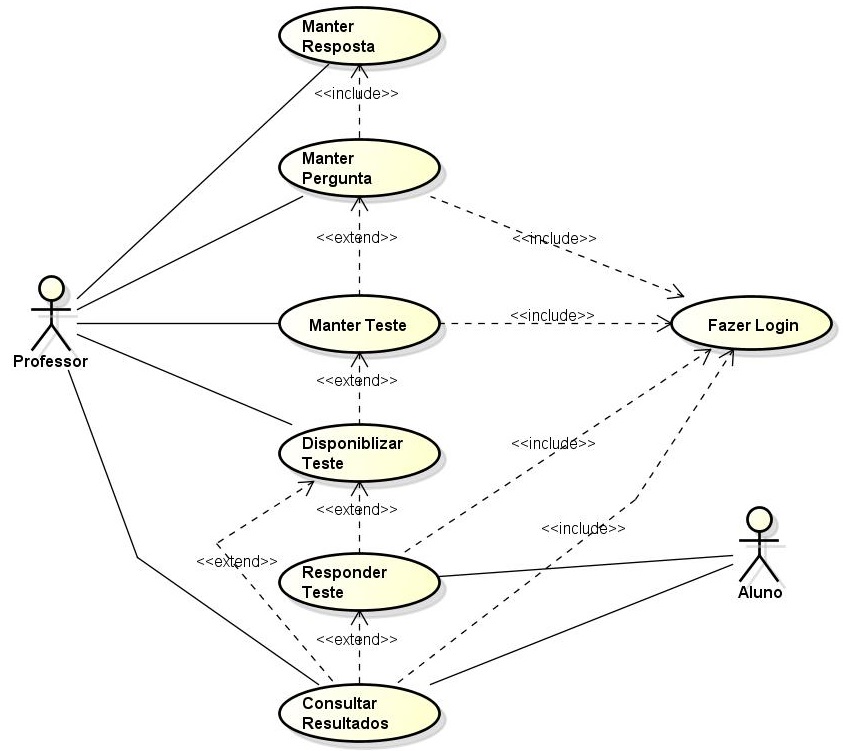 Manter
Resposta
<<include>>
Manter
Pergunta
<<extend>>
<<include>>
Manter Teste
<<include>>
Fazer Login
Professor
<<extend>>
Disponiblizar
Teste
<<include>>
<<extend>>
<<include>>
<<extend>>
Responder
Teste
Aluno
<<extend>>
Consultar
Resultados